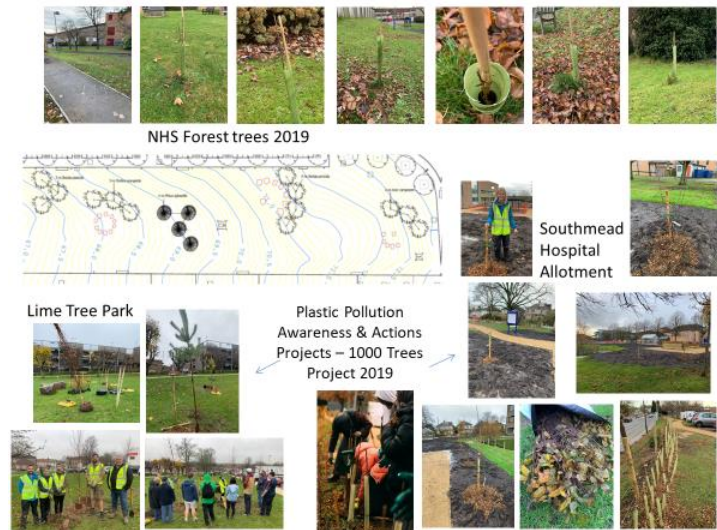 NHS Forest trees 2019
Southmead
Hospital
Allotment
Lime Tree Park
Plastic Pollution
Awareness & Actions
Projects – 1000 Trees
Project 2019